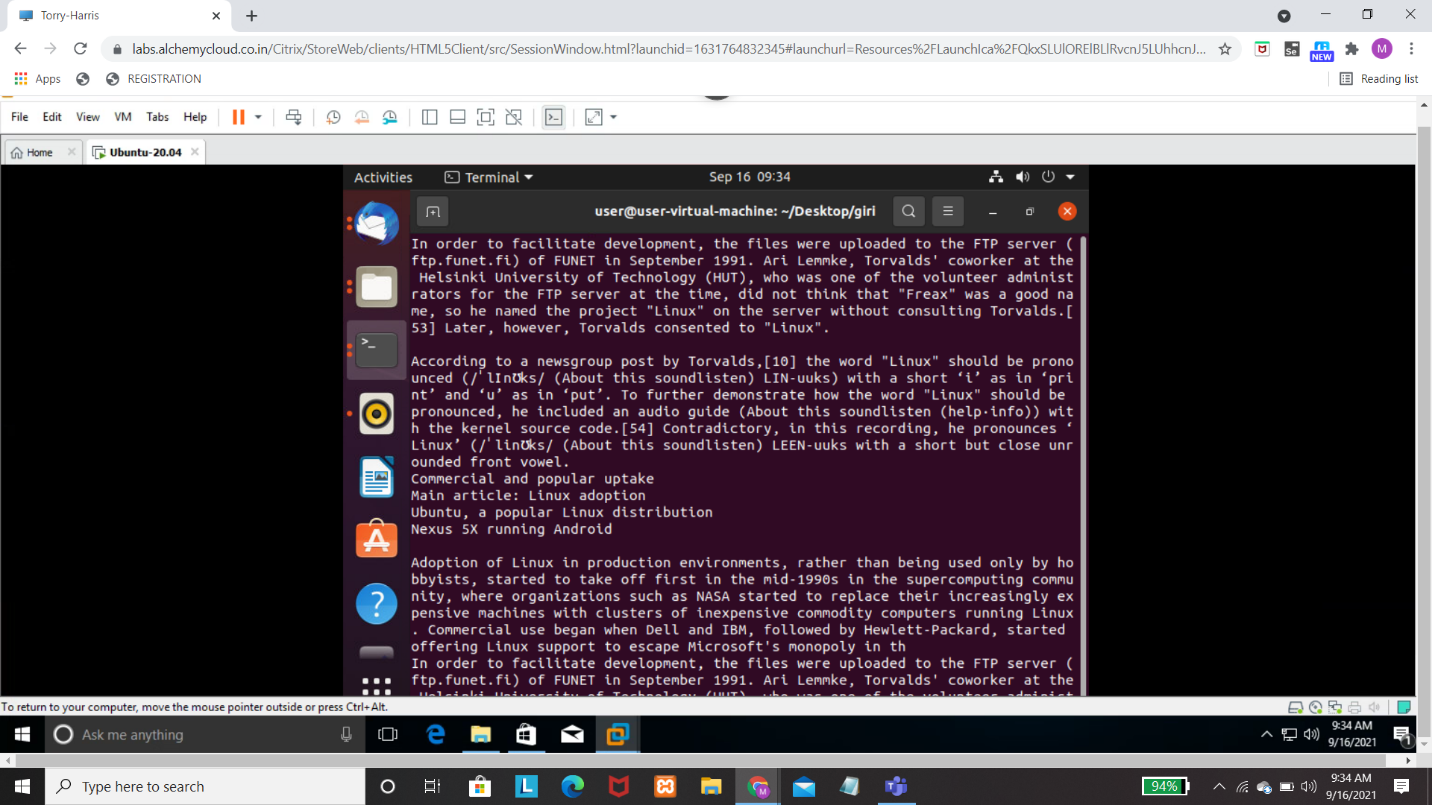 Torry-Harris
labs.alchemycloud.co.in/Citrix/StoreWeb/clients/HTML5Client/src/SessionWindow.html?launchid=1631764832345#launchurl=Resources%2FLaunchIca%2F
Se
NEW
M
Apps
REGISTRATION
Reading list
File Edit View VM Tabs Help
Home
Ubuntu-20.04
Activities
Terminal
Sep 16 09:34
user@user-virtual-machine: ~/Desktop/giri
In order to facilitate development, the files were uploaded to the FTP server (
ftp.funet.fi) of FUNET in September 1991. Ari Lemmke, Torvalds' coworker at the
Helsinki University of Technology (HUT), who was one of the volunteer administ
rators for the FTP server at the time, did not think that "Freax" was a good na
me, so he named the project "Linux" on the server without consulting Torvalds.[
53] Later, however, Torvalds consented to "Linux".
According to a newsgroup post by Torvalds,[10] the word "Linux" should be prono
unced (/ˈlɪnʊks/ (About this soundlisten) LIN-uuks) with a short ‘i’ as in ‘pri
nt’ and ‘u’ as in ‘put’. To further demonstrate how the word "Linux" should be
pronounced, he included an audio guide (About this soundlisten (help·info)) wit
h the kernel source code.[54] Contradictory, in this recording, he pronounces ‘
Linux’ (/ˈlinʊks/ (About this soundlisten) LEEN-uuks with a short but close unr
ounded front vowel.
Commercial and popular uptake
Main article: Linux adoption
Ubuntu, a popular Linux distribution
Nexus 5X running Android
Adoption of Linux in production environments, rather than being used only by ho
bbyists, started to take off first in the mid-1990s in the supercomputing commu
nity, where organizations such as NASA started to replace their increasingly ex
pensive machines with clusters of inexpensive commodity computers running Linux
. Commercial use began when Dell and IBM, followed by Hewlett-Packard, started
offering Linux support to escape Microsoft's monopoly in th
In order to facilitate development, the files were uploaded to the FTP server (
ftp.funet.fi) of FUNET in September 1991. Ari Lemmke, Torvalds' coworker at the
Helsinki University of Technology (HUT), who was one of the volunteer administ
To return to your computer, move the mouse pointer outside or press Ctrl+Alt.
Ask me anything
9:34 AM
9/16/2021
1
Type here to search
L
M
94%
9:34 AM
9/16/2021